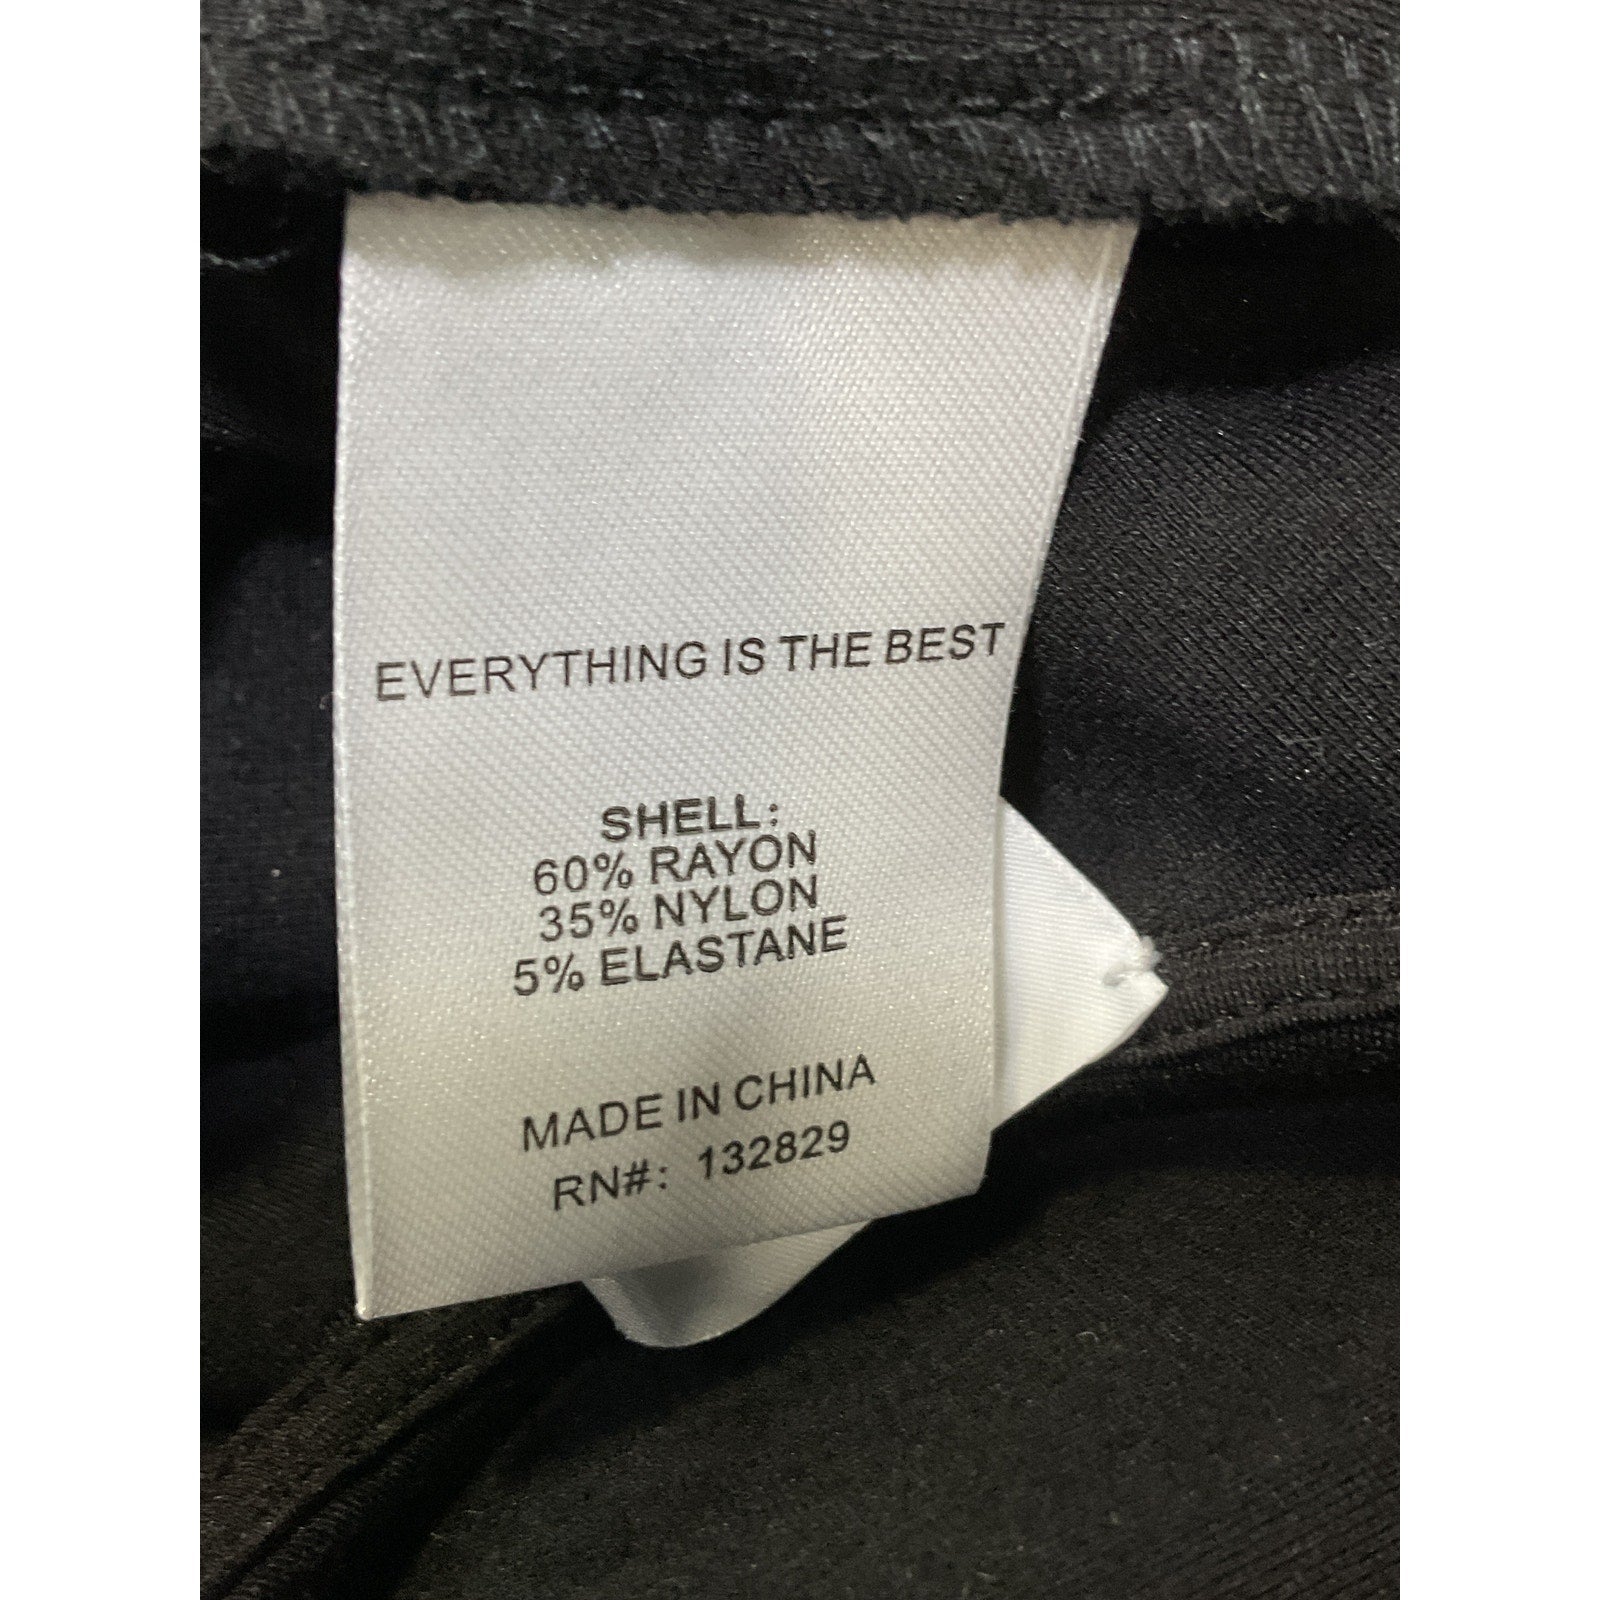 EVERYTHING IS THE BEST
SHELL:
60% RAYON
35% NYLON
5% ELASTANE
MADE IN CHINA
RN#: 132829